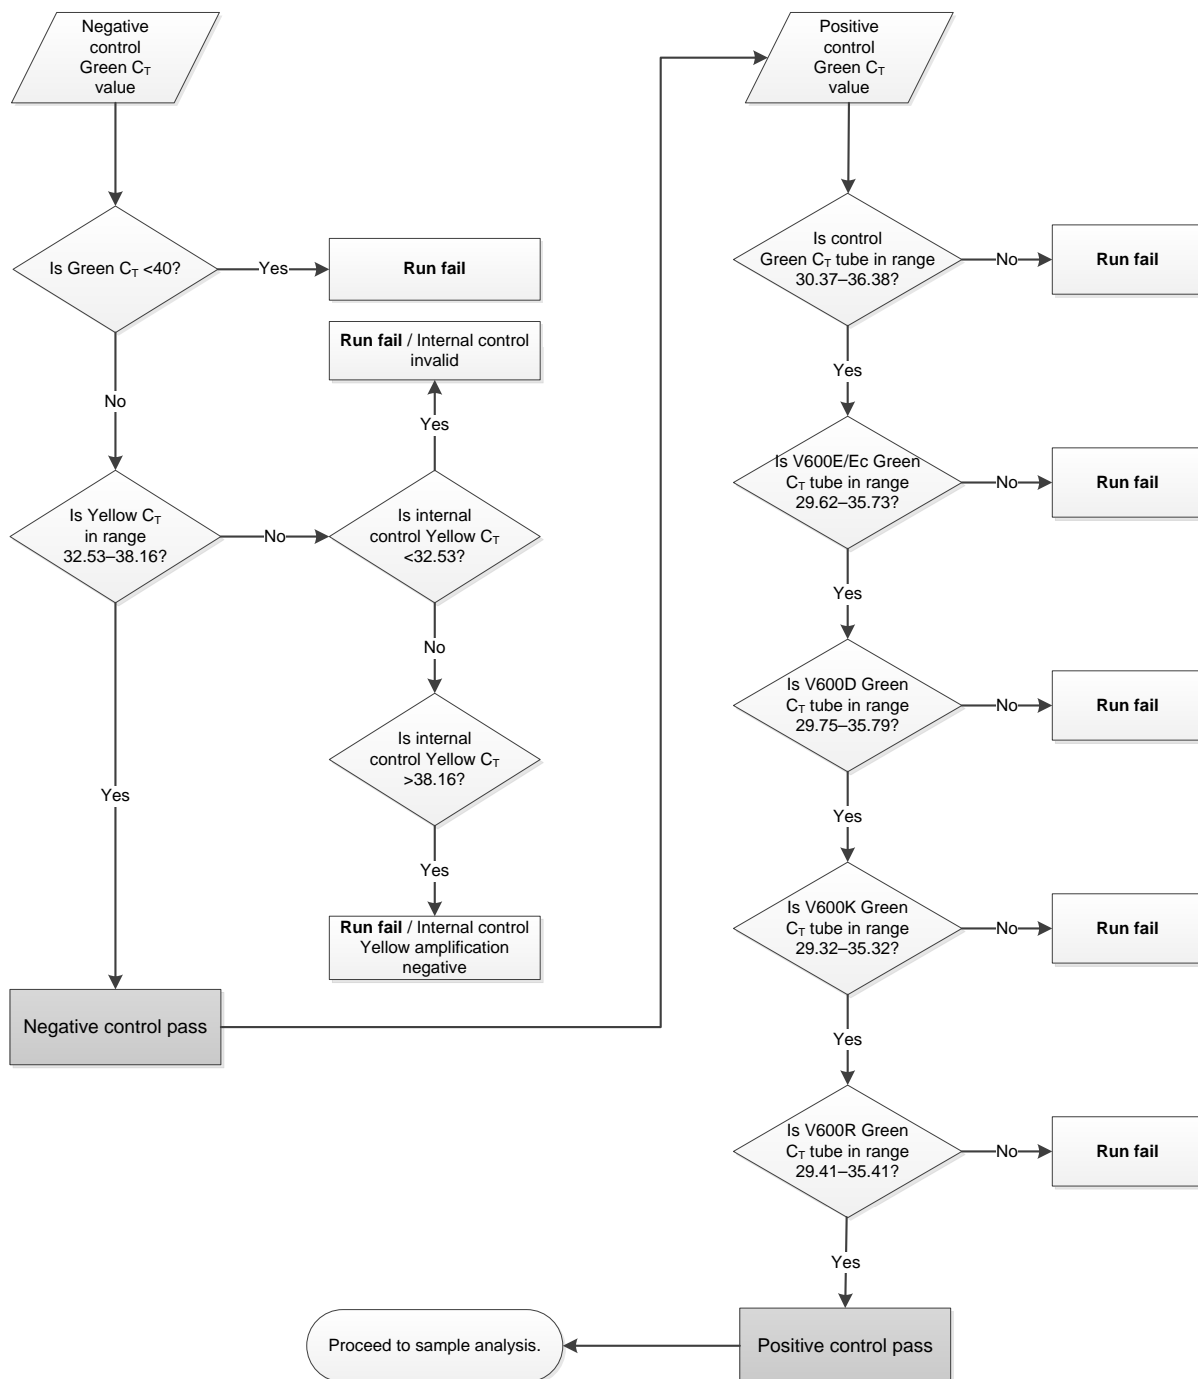 Negative
control
Green CT
value
Is Green CT <40?
Yes
Run fail
No
Is Yellow CT
in range
32.53–38.16?
No
Is internal
control Yellow CT
<32.53?
Yes
Run fail / Internal control
invalid
No
Is internal
control Yellow CT
>38.16?
Yes
Run fail / Internal control
Yellow amplification
negative
Yes
Negative control pass
Positive
control
Green CT
value
Is control
Green CT tube in range
30.37–36.38?
No
Run fail
Yes
Is V600E/Ec Green
CT tube in range
29.62–35.73?
No
Run fail
Yes
Is V600D Green
CT tube in range
29.75–35.79?
No
Run fail
Yes
Is V600K Green
CT tube in range
29.32–35.32?
No
Run fail
Yes
Is V600R Green
CT tube in range
29.41–35.41?
No
Run fail
Yes
Positive control pass
Proceed to sample analysis.